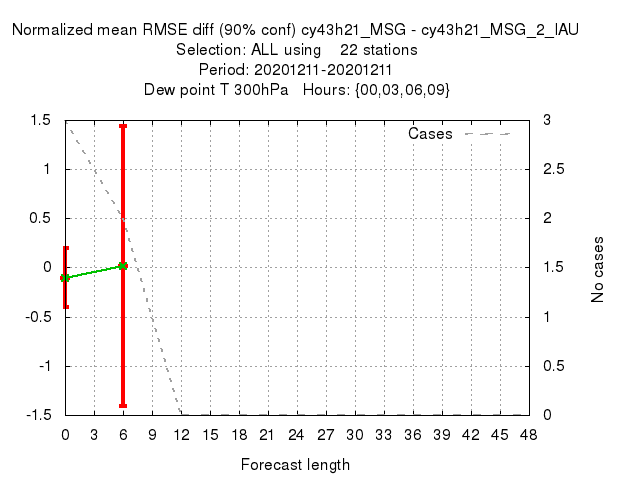 Normalized mean RMSE diff (90% conf) cy43h21_MSG - cy43h21_MSG_2_IAU
Selection: ALL using    22 stations
Period: 20201211-20201211
Dew point T 300hPa   Hours: {00,03,06,09}
Cases
1.5
1
0.5
0
-0.5
-1
-1.5
3
2.5
2
1.5
1
0.5
0
No cases
0 3 6 9 12 15 18 21 24 27 30 33 36 39 42 45 48
Forecast length